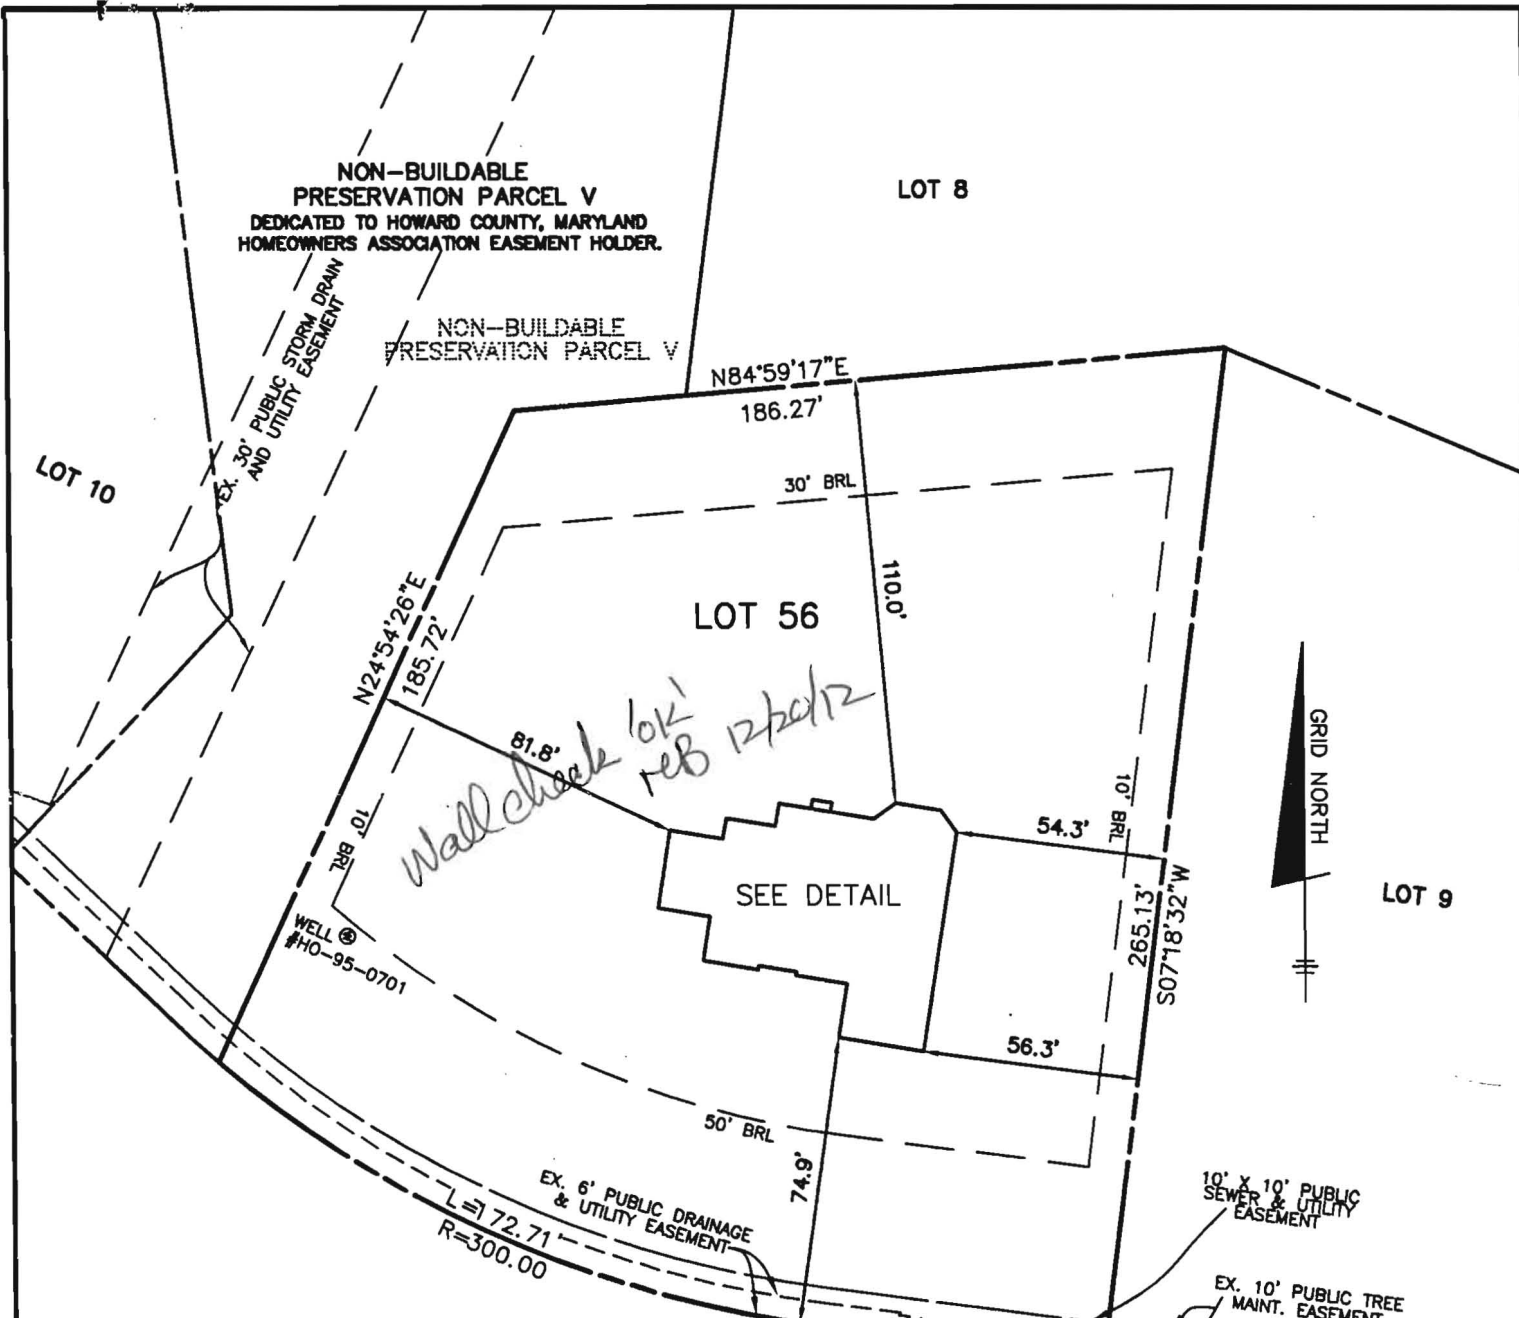 NON-BUILDABLE
PRESERVATION PARCEL V
DEDICATED TO HOWARD COUNTY, MARYLAND
HOMEOWNERS ASSOCIATION EASEMENT HOLDER.
LOT 8
EX. 30' PUBLIC STORM DRAIN
AND UTILITY EASEMENT
NON-BUILDABLE
PRESERVATION PARCEL V
N84°59'17"E
186.27'
LOT 10
30' BRL
110.0'
LOT 56
N24°54'26"E
185.72'
81.8'
Wall check 'ok'
12/20/12
GRID NORTH
10' BRL
10' BRL
54.3'
SEE DETAIL
LOT 9
265.13'
S07°18'32"W
WELL
#HO-95-0701
56.3'
50' BRL
74.9'
EX. 6' PUBLIC DRAINAGE
& UTILITY EASEMENT
10' X 10' PUBLIC
SEWER & UTILITY
EASEMENT
L=172.71'
R=300.00
EX. 10' PUBLIC TREE
MAINT. EASEMENT